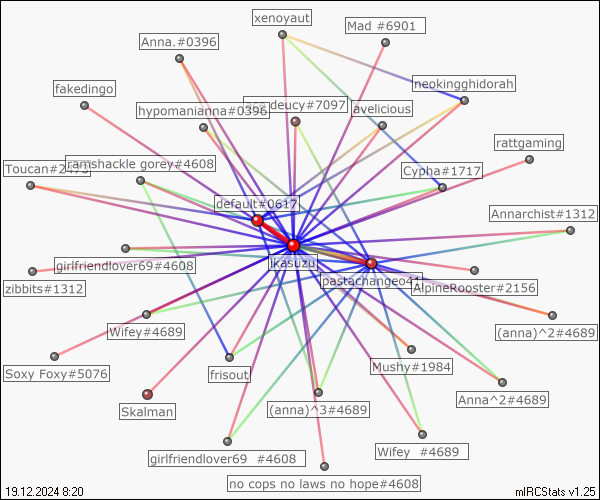 xenoyaut
Mad #6901
Anna.#0396
neokingghidorah
fakedingo
hypomanianna#0396
deucy#7097
avelicious
rattgaming
Toucan#2473
ramshackle gorey#4608
Cypha#1717
default#0617
Annarchist#1312
girlfriendlover69#4608
ikasuzu
zibbits#1312
pastachangeo41
AlpineRooster#2156
Wifey#4689
(anna)^2#4689
Soxy Foxy#5076
frisout
Mushy#1984
Skalman
(anna)^3#4689
Anna^2#4689
girlfriendlover69 #4608
Wifey #4689
no cops no laws no hope#4608
19.12.2024 8:20
mIRCStats v1.25